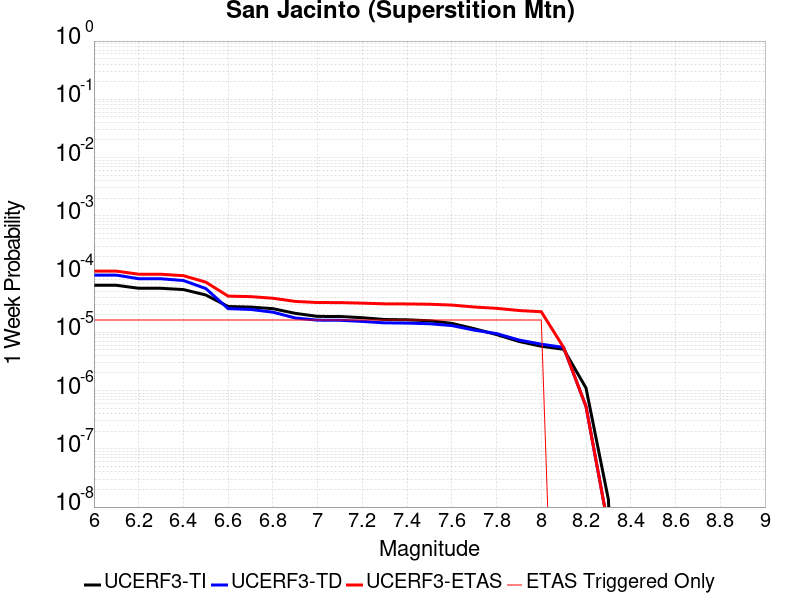 San Jacinto (Superstition Mtn)
10^0
10^-1
10^-2
10^-3
10^-4
10^-5
10^-6
10^-7
10^-8
1 Week Probability
6 6.2 6.4 6.6 6.8 7 7.2 7.4 7.6 7.8 8 8.2 8.4 8.6 8.8 9
Magnitude
UCERF3-TI UCERF3-TD UCERF3-ETAS ETAS Triggered Only